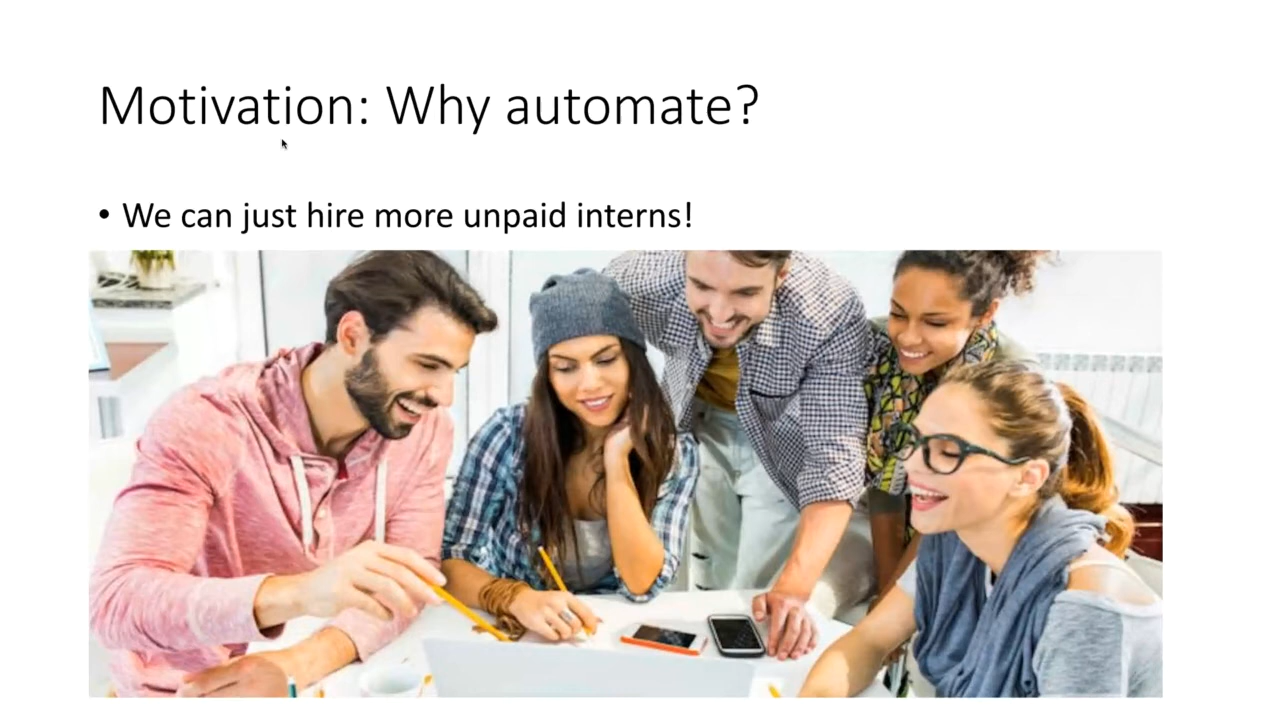 Motivation: Why automate?
• We can just hire more unpaid interns!